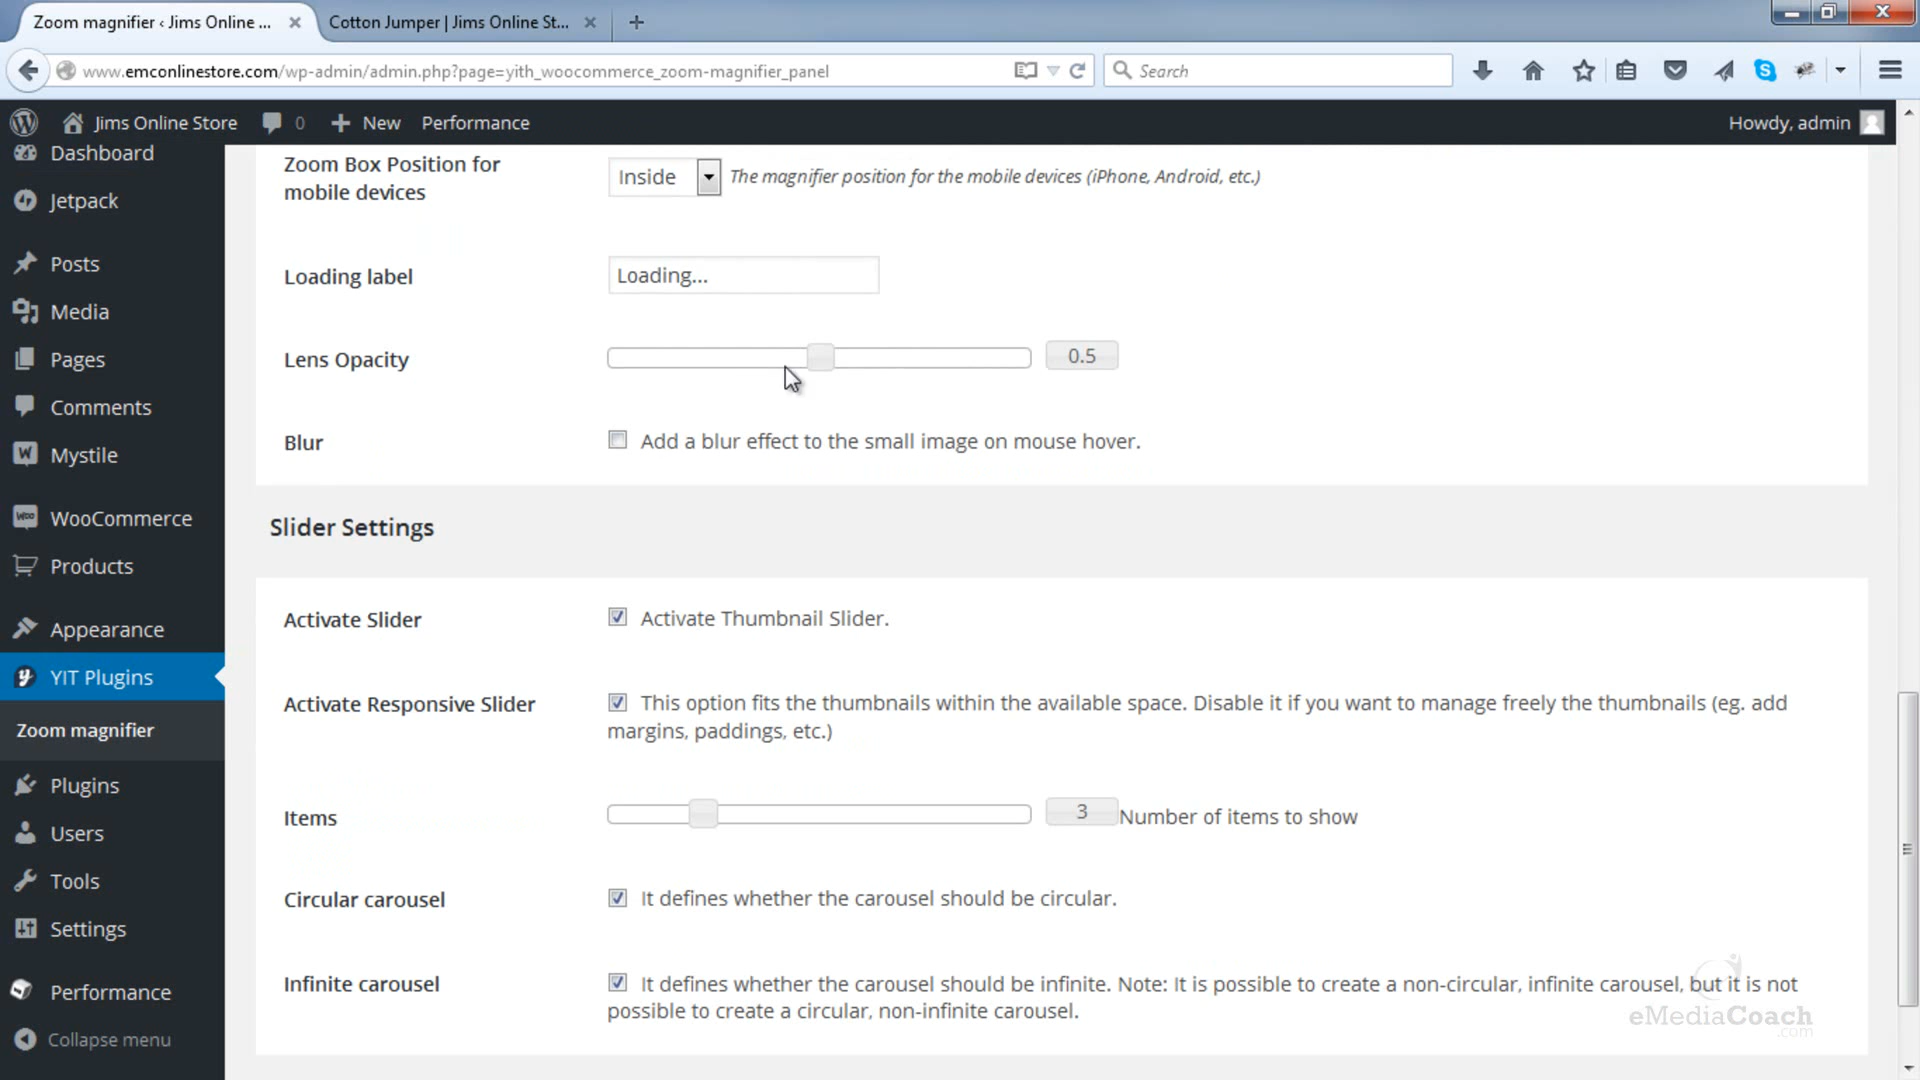 Zoom magnifier ‹ Jims Online ...
Cotton Jumper | Jims Online St...
www.emconlinestore.com/wp-admin/admin.php?page=yith_woocommerce_zoom-magnifier_panel
Search
Jims Online Store
0
New
Performance
Howdy, admin
Dashboard
Jetpack
Posts
Media
Pages
Comments
Mystile
WooCommerce
Products
Appearance
YIT Plugins
Zoom magnifier
Plugins
Users
Tools
Settings
Performance
Collapse menu
Zoom Box Position for
mobile devices
Inside
The magnifier position for the mobile devices (iPhone, Android, etc.)
Loading label
Loading...
Lens Opacity
0.5
Blur
Add a blur effect to the small image on mouse hover.
Slider Settings
Activate Slider
Activate Thumbnail Slider.
Activate Responsive Slider
This option fits the thumbnails within the available space. Disable it if you want to manage freely the thumbnails (eg. add
margins, paddings, etc.)
Items
3
Number of items to show
Circular carousel
It defines whether the carousel should be circular.
Infinite carousel
It defines whether the carousel should be infinite. Note: It is possible to create a non-circular, infinite carousel, but it is not
possible to create a circular, non-infinite carousel.
eMediaCoach
.com